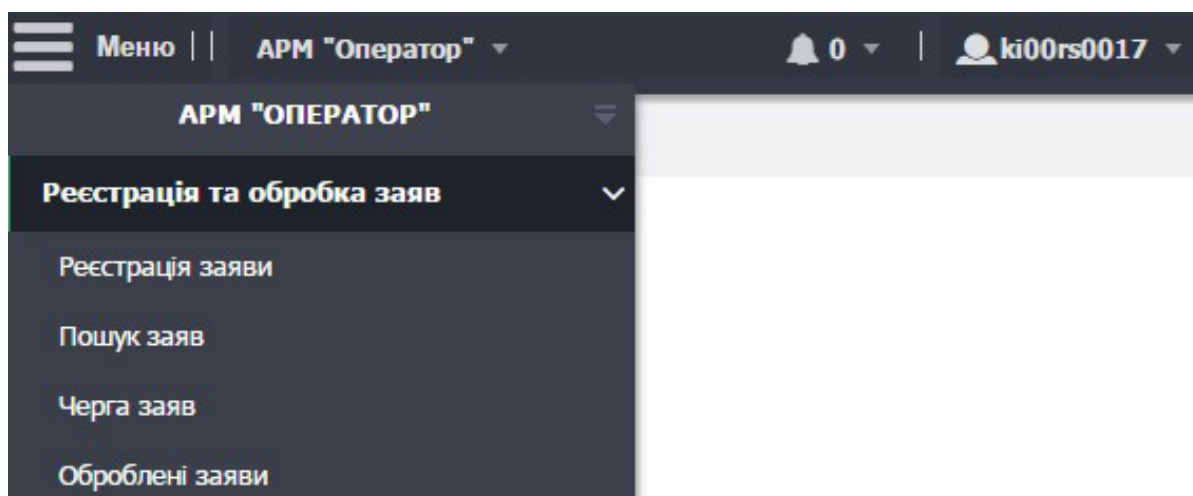 Меню | | АРМ "Оператор" 0 | ki00rs0017
АРМ "ОПЕРАТОР"
Реєстрація та обробка заяв
Реєстрація заяви
Пошук заяв
Черга заяв
Оброблені заяви